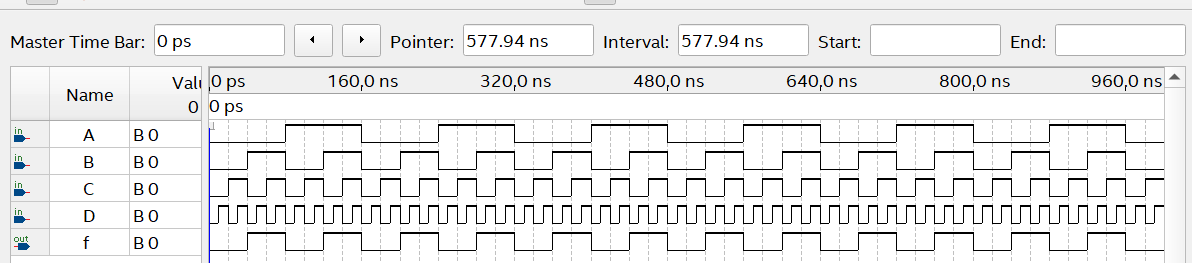 Master Time Bar: 0 ps Pointer: 577.94 ns Interval: 577.94 ns Start: End:
Name Valu 0
0 ps 160,0 ns 320,0 ns 480,0 ns 640,0 ns 800,0 ns 960,0 ns
0 ps
in A B 0
in B B 0
in C B 0
in D B 0
out f B 0